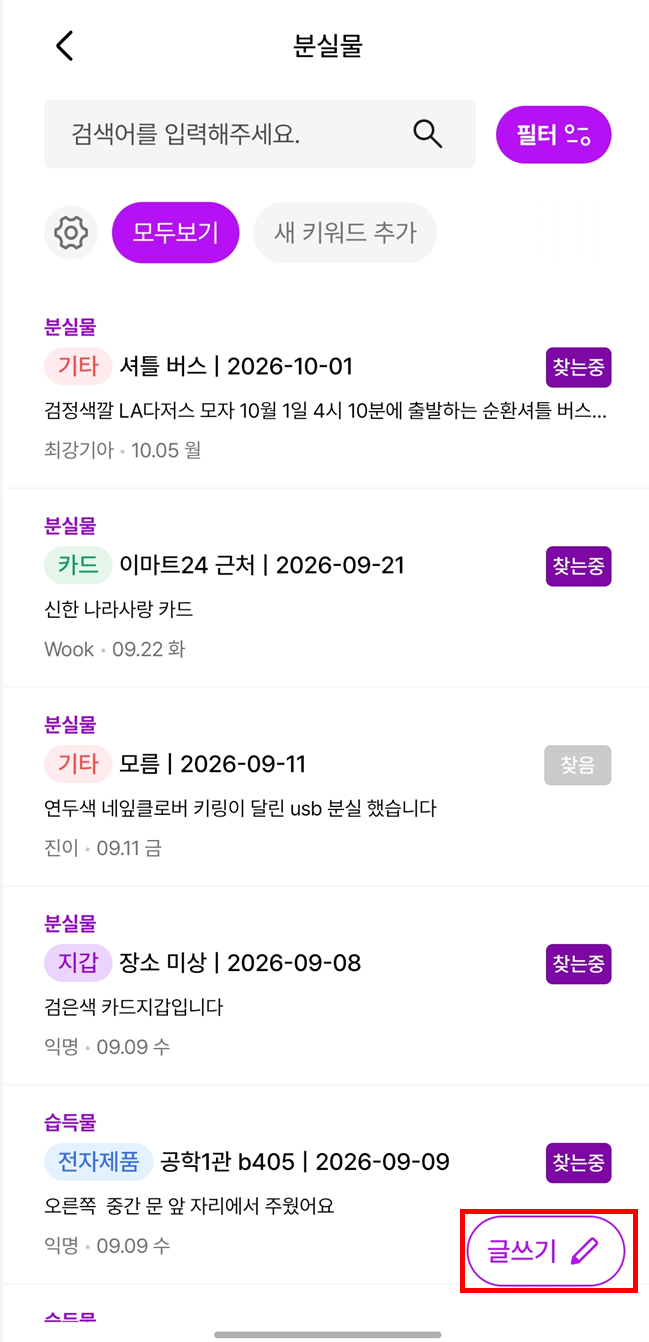 분실물
검색어를 입력해주세요.
필터
모두보기
새 키워드 추가
분실물
기타 셔틀 버스 | 2026-10-01 찾는중
검정색깔 LA다저스 모자 10월 1일 4시 10분에 출발하는 순환셔틀 버스...
최강기아 • 10.05 월
분실물
카드 이마트24 근처 | 2026-09-21 찾는중
신한 나라사랑 카드
Wook • 09.22 화
분실물
기타 모름 | 2026-09-11 찾음
연두색 네잎클로버 키링이 달린 usb 분실 했습니다
진이 • 09.11 금
분실물
지갑 장소 미상 | 2026-09-08 찾는중
검은색 카드지갑입니다
익명 • 09.09 수
습득물
전자제품 공학1관 b405 | 2026-09-09 찾는중
오른쪽  중간 문 앞 자리에서 주웠어요
익명 • 09.09 수
글쓰기
습득물